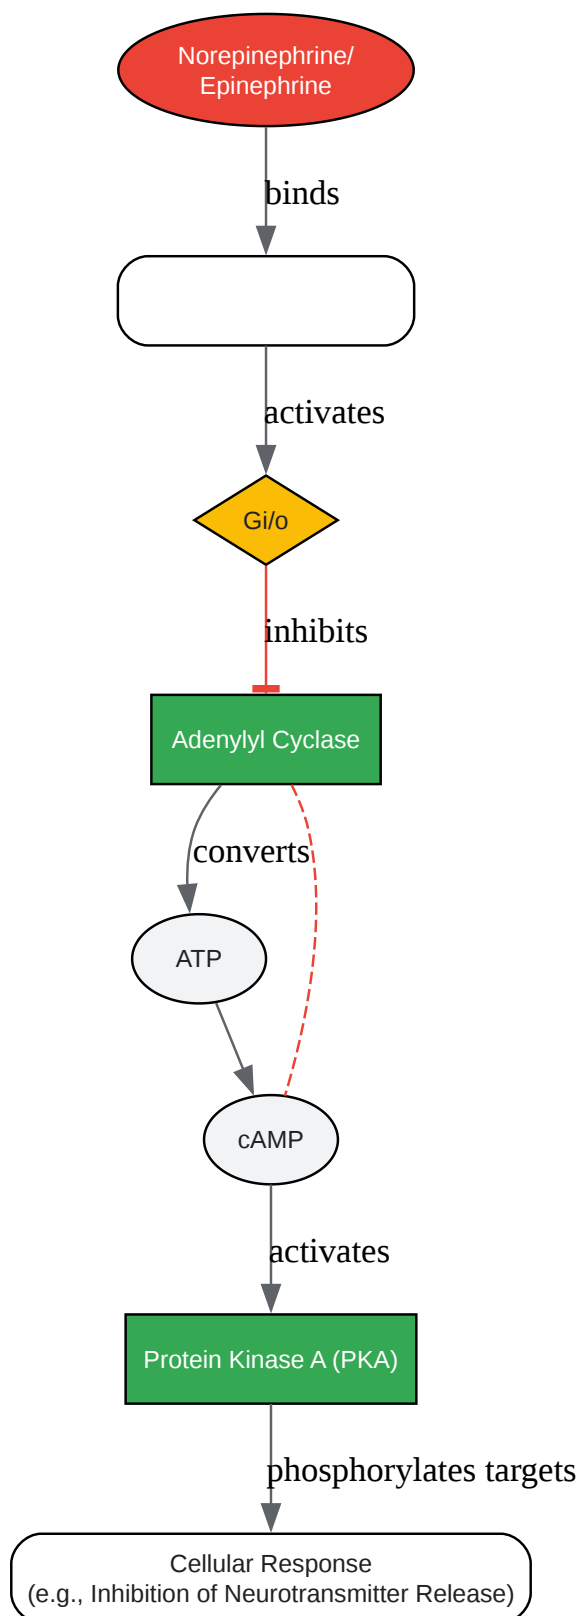 Norepinephrine/
Epinephrine
binds
activates
Gi/o
inhibits
Adenylyl Cyclase
converts
ATP
cAMP
activates
Protein Kinase A (PKA)
phosphorylates targets
Cellular Response
(e.g., Inhibition of Neurotransmitter Release)